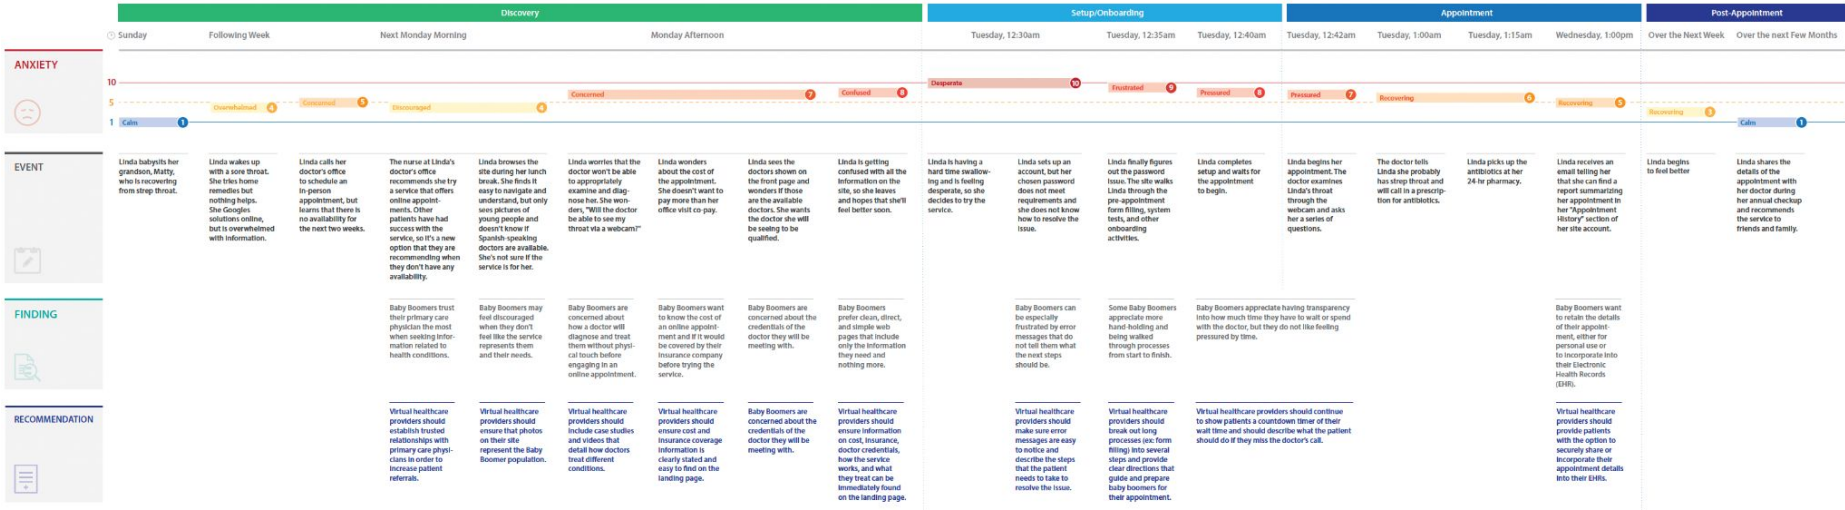 Discovery
Setup/Onboarding
Appointment
Post-Appointment
Sunday
Following Week
Next Monday Morning
Monday Afternoon
Tuesday, 12:30am
Tuesday, 12:35am
Tuesday, 12:40am
Tuesday, 12:42am
Tuesday, 1:00am
Tuesday, 1:15am
Wednesday, 1:00pm
Over the Next Week
Over the next Few Months
ANXIETY
10
5
1
Calm 1
Overwhelmed 4
Concerned 5
Discouraged 4
Concerned 7
Confused 8
Desperate 10
Frustrated 9
Pressured 8
Pressured 7
Recovering 6
Recovering 5
Recovering 3
Calm 1
EVENT
Linda babysits her
grandson, Matty,
who is recovering
from strep throat.
Linda wakes up
with a sore throat.
She tries home
remedies but
nothing helps.
She Googles
solutions online,
but is overwhelmed
with information.
Linda calls her
doctor's office
to schedule an
in-person
appointment, but
learns that there is
no availability for
the next two weeks.
The nurse at Linda's
doctor's office
recommends she try
a service that offers
online appoint-
ments. Other
patients have had
success with the
service, so it's a new
option that they are
recommending when
they don't have any
availability.
Linda browses the
site during her lunch
break. She finds it
easy to navigate and
understand, but only
sees pictures of
young people and
doesn't know if
Spanish-speaking
doctors are available.
She's not sure if the
service is for her.
Linda worries that the
doctor won't be able
to appropriately
examine and diag-
nose her. She won-
ders, "Will the doctor
be able to see my
throat via a webcam?"
Linda wonders
about the cost of
the appointment.
She doesn't want to
pay more than her
office visit co-pay.
Linda sees the
doctors shown on
the front page and
wonders if those
are the available
doctors. She wants
the doctor she will
be seeing to be
qualified.
Linda is getting
confused with all the
information on the
site, so she leaves
and hopes that she'll
feel better soon.
Linda is having a
hard time swallow-
ing and is feeling
desperate, so she
decides to try the
service.
Linda sets up an
account, but her
chosen password
does not meet
requirements and
she does not know
how to resolve the
issue.
Linda finally figures
out the password
issue. The site walks
Linda through the
pre-appointment
form filling, system
tests, and other
onboarding
activities.
Linda completes
setup and waits for
the appointment
to begin.
Linda begins her
appointment. The
doctor examines
Linda's throat
through the
webcam and asks
her a series of
questions.
The doctor tells
Linda she probably
has strep throat and
will call in a prescrip-
tion for antibiotics.
Linda picks up the
antibiotics at her
24-hr pharmacy.
Linda receives an
email telling her
that she can find a
report summarizing
her appointment in
her "Appointment
History" section of
her site account.
Linda begins
to feel better
Linda shares the
details of the
appointment with
her doctor during
her annual checkup
and recommends
the service to
friends and family.
FINDING
Baby Boomers trust
their primary care
physician the most
when seeking infor-
mation related to
health conditions.
Baby Boomers may
feel discouraged
when they don't
feel like the service
represents them
and their needs.
Baby Boomers are
concerned about
how a doctor will
diagnose and treat
them without physi-
cal touch before
engaging in an
online appointment.
Baby Boomers want
to know the cost of
an online appoint-
ment and if it would
be covered by their
insurance company
before trying the
service.
Baby Boomers are
concerned about the
credentials of the
doctor they will be
meeting with.
Baby Boomers
prefer clean, direct,
and simple web
pages that include
only the information
they need and
nothing more.
Baby Boomers can
be especially
frustrated by error
messages that do
not tell them what
the next steps
should be.
Some Baby Boomers
appreciate more
hand-holding and
being walked
through processes
from start to finish.
Baby Boomers appreciate having transparency
into how much time they have to wait or spend
with the doctor, but they do not like feeling
pressured by time.
Baby Boomers want
to retain the details
of their appoint-
ment, either for
personal use or
to incorporate into
their Electronic
Health Records
(EHR).
RECOMMENDATION
Virtual healthcare
providers should
establish trusted
relationships with
primary care physi-
cians in order to
increase patient
referrals.
Virtual healthcare
providers should
ensure that photos
on their site
represent the Baby
Boomer population.
Virtual healthcare
providers should
include case studies
and videos that
detail how doctors
treat different
conditions.
Virtual healthcare
providers should
ensure cost and
insurance coverage
information is
clearly stated and
easy to find on the
landing page.
Baby Boomers are
concerned about the
credentials of the
doctor they will be
meeting with.
Virtual healthcare
providers should
ensure information
on cost, insurance,
doctor credentials,
how the service
works, and what
they treat can be
immediately found
on the landing page.
Virtual healthcare
providers should
make sure error
messages are easy
to notice and
describe the steps
that the patient
needs to take to
resolve the issue.
Virtual healthcare
providers should
break out long
processes (ex: form
filling) into several
steps and provide
clear directions that
guide and prepare
baby boomers for
their appointment.
Virtual healthcare providers should continue
to show patients a countdown timer of their
wait time and should describe what the patient
should do if they miss the doctor's call.
Virtual healthcare
providers should
provide patients
with the option to
securely share or
incorporate their
appointment details
into their EHRs.